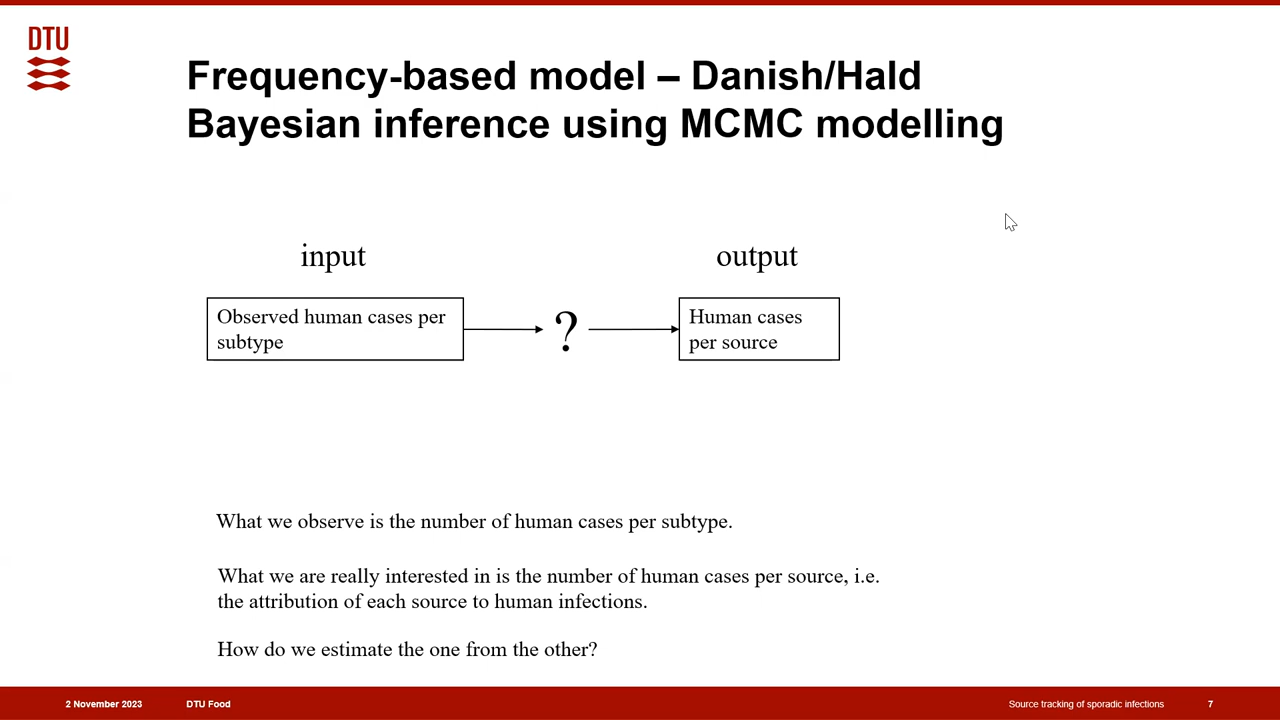 DTU
Frequency-based model – Danish/Hald
Bayesian inference using MCMC modelling
input
output
Observed human cases per
subtype
?
Human cases
per source
What we observe is the number of human cases per subtype.
What we are really interested in is the number of human cases per source, i.e.
the attribution of each source to human infections.
How do we estimate the one from the other?
2 November 2023
DTU Food
Source tracking of sporadic infections
7